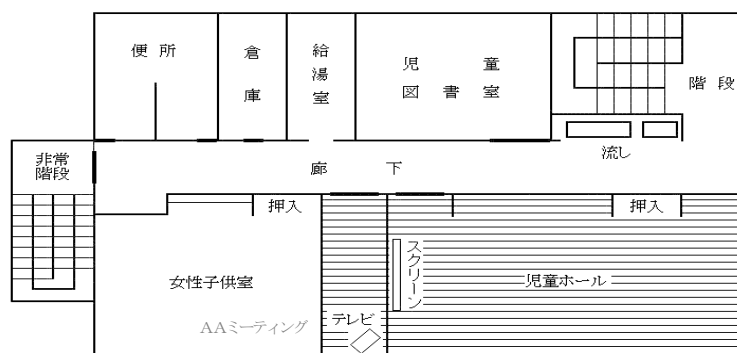 便所
倉庫
給湯室
児童
図書室
階段
流し
非常
階段
廊下
押入
押入
女性子供室
AAミーティング
テレビ
スクリーン
児童ホール